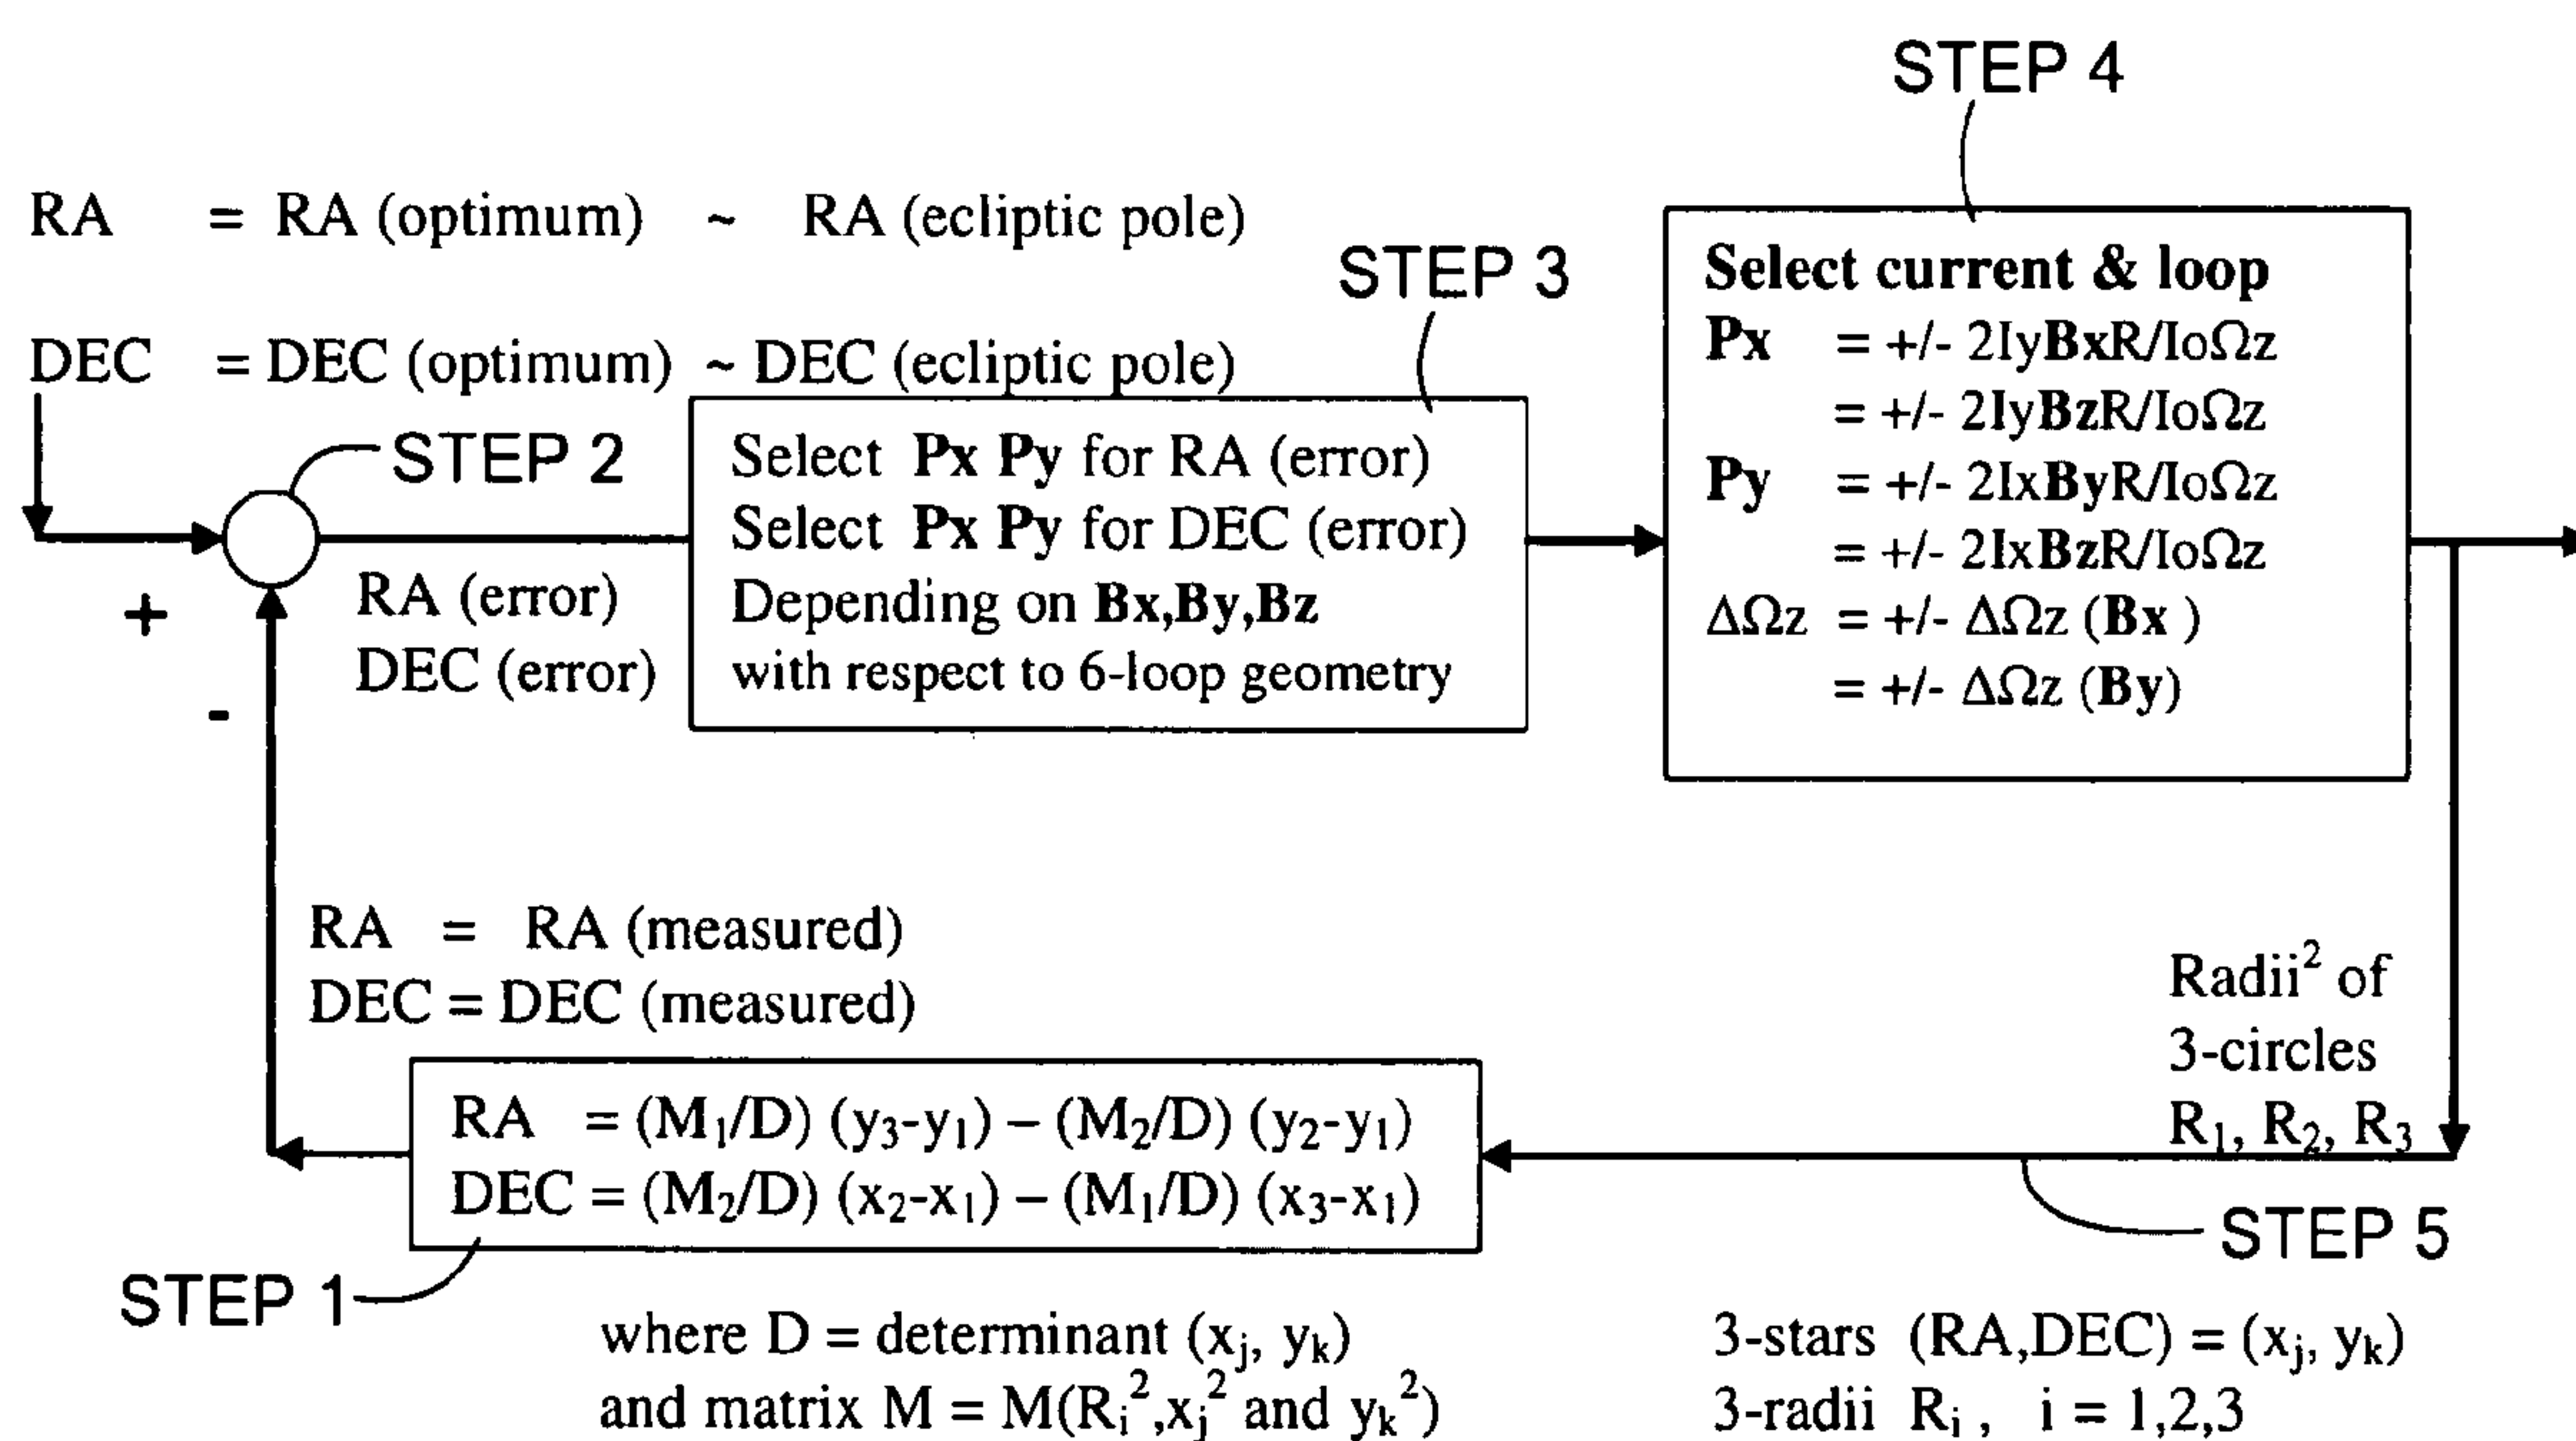 STEP 4
RA = RA (optimum) ~ RA (ecliptic pole)
STEP 3
DEC = DEC (optimum) ~ DEC (ecliptic pole)
STEP 2
Select Px Py for RA (error)
Select Px Py for DEC (error)
Depending on Bx,By,Bz
with respect to 6-loop geometry
Select current & loop
Px = +/- 2IyBxR/IoΩz
= +/- 2IyBzR/IoΩz
Py = +/- 2IxByR/IoΩz
= +/- 2IxBzR/IoΩz
ΔΩz = +/- ΔΩz (Bx )
= +/- ΔΩz (By)
+
-
RA (error)
DEC (error)
RA = RA (measured)
DEC = DEC (measured)
Radii² of
3-circles
R₁, R₂, R₃
RA = (M₁/D) (y₃-y₁) – (M₂/D) (y₂-y₁)
DEC = (M₂/D) (x₂-x₁) – (M₁/D) (x₃-x₁)
STEP 5
STEP 1
where D = determinant (xⱼ, yₖ)
and matrix M = M(Rᵢ²,xⱼ² and yₖ²)
3-stars (RA,DEC) = (xⱼ, yₖ)
3-radii Rᵢ , i = 1,2,3